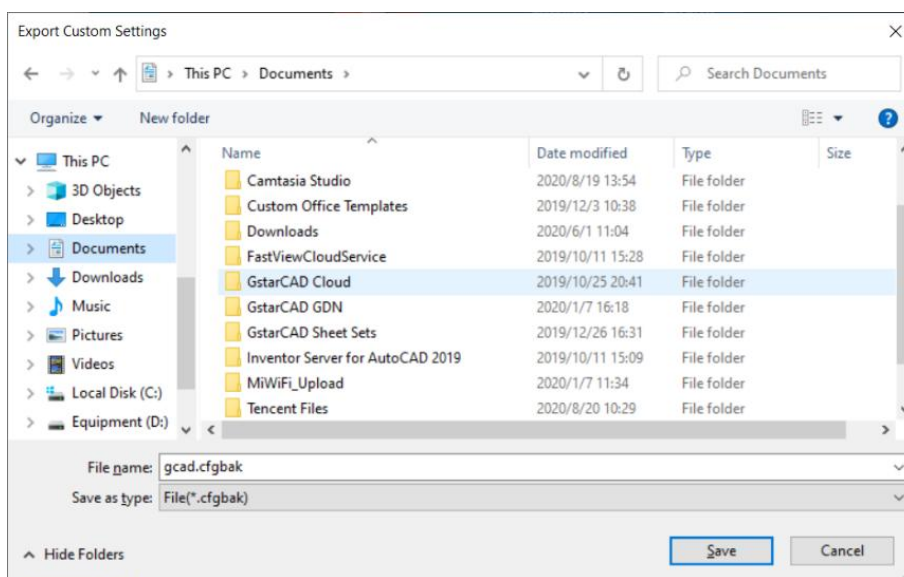 Export Custom Settings
This PC > Documents >
Search Documents
Organize
New folder
This PC
3D Objects
Desktop
Documents
Downloads
Music
Pictures
Videos
Local Disk (C:)
Equipment (D:)
Name Date modified Type Size
Camtasia Studio 2020/8/19 13:54 File folder
Custom Office Templates 2019/12/3 10:38 File folder
Downloads 2020/6/1 11:04 File folder
FastViewCloudService 2019/10/11 15:28 File folder
GstarCAD Cloud 2019/10/25 20:41 File folder
GstarCAD GDN 2020/1/7 16:18 File folder
GstarCAD Sheet Sets 2019/12/26 16:31 File folder
Inventor Server for AutoCAD 2019 2019/10/11 15:09 File folder
MiWiFi_Upload 2020/1/7 11:34 File folder
Tencent Files 2020/8/20 10:29 File folder
File name: gcad.cfgbak
Save as type: File(*.cfgbak)
Hide Folders
Save
Cancel